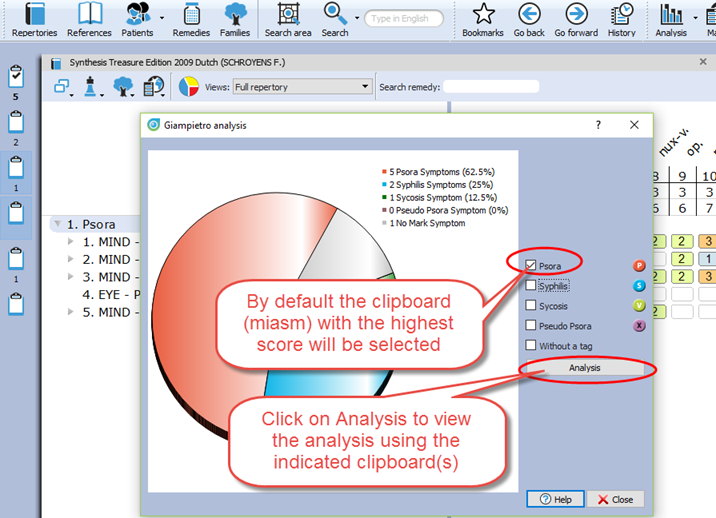 Repertories References Patients Remedies Families Search area Search Type in English Bookmarks Go back Go forward History Analysis Ma
Synthesis Treasure Edition 2009 Dutch (SCHROYENS F.)
Views: Full repertory Search remedy:
5
2
1
1
Giampietro analysis ?
5 Psora Symptoms (62.5%)
2 Syphilis Symptoms (25%)
1 Sycosis Symptom (12.5%)
0 Pseudo Psora Symptom (0%)
1 No Mark Symptom
nux-v. op.
8 9 10
3 3 3
6 6 7
1. Psora
1. MIND -
2. MIND -
3. MIND -
4. EYE - P
5. MIND -
2 2 3
2 1
2 2 3
2
Psora P
Syphilis S
Sycosis Y
Pseudo Psora X
Without a tag
Analysis
By default the clipboard
(miasm) with the highest
score will be selected
Click on Analysis to view
the analysis using the
indicated clipboard(s)
Help Close